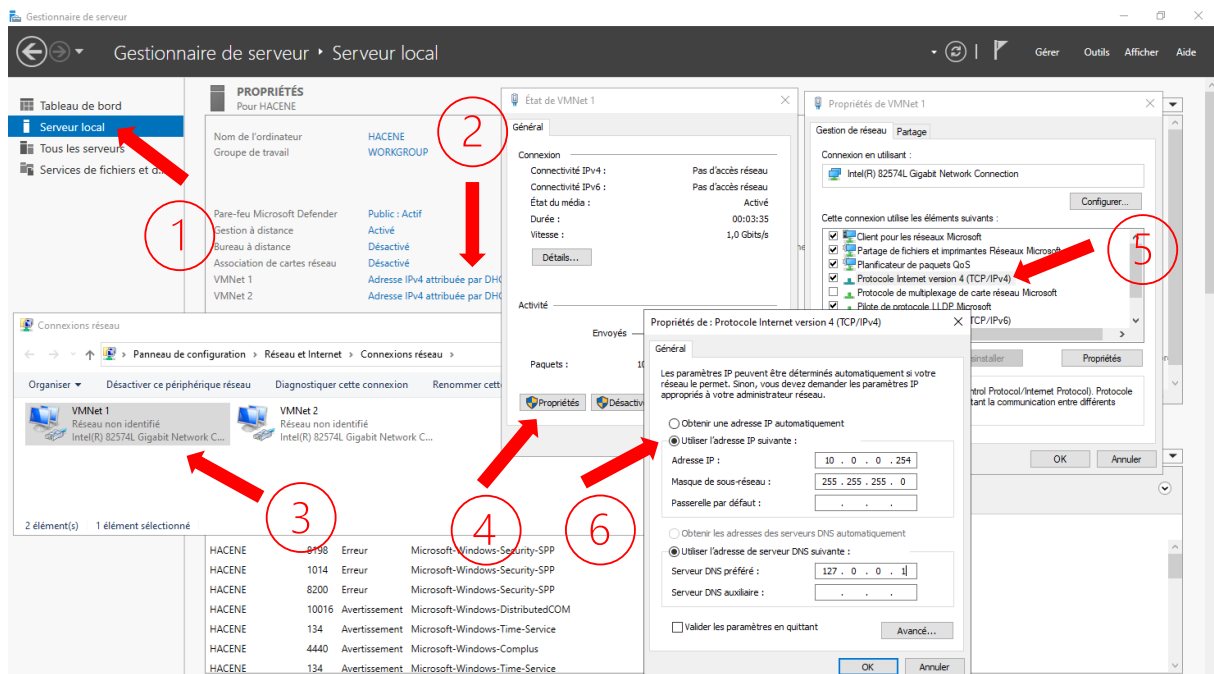 Gestionnaire de serveur
Gestionnaire de serveur ‣ Serveur local
Gérer Outils Afficher Aide
Tableau de bord
Serveur local
Tous les serveurs
Services de fichiers et d...
PROPRIÉTÉS
Pour HACENE
Nom de l'ordinateur HACENE
Groupe de travail WORKGROUP
Pare-feu Microsoft Defender Public : Actif
Gestion à distance Activé
Bureau à distance Désactivé
Association de cartes réseau Désactivé
VMNet 1 Adresse IPv4 attribuée par DHC
VMNet 2 Adresse IPv4 attribuée par DHC
1
2
Connexions réseau
Panneau de configuration > Réseau et Internet > Connexions réseau >
Organiser Désactiver ce périphérique réseau Diagnostiquer cette connexion Renommer cette
VMNet 1
Réseau non identifié
Intel(R) 82574L Gigabit Network C...
VMNet 2
Réseau non identifié
Intel(R) 82574L Gigabit Network C...
3
2 élément(s) 1 élément sélectionné
État de VMNet 1
Général
Connexion
Connectivité IPv4 : Pas d'accès réseau
Connectivité IPv6 : Pas d'accès réseau
État du média : Activé
Durée : 00:03:35
Vitesse : 1,0 Gbits/s
Détails...
Activité
Envoyés
Paquets : 10
Propriétés Désactiv
4
Propriétés de VMNet 1
Gestion de réseau Partage
Connexion en utilisant :
Intel(R) 82574L Gigabit Network Connection
Configurer...
Cette connexion utilise les éléments suivants :
Client pour les réseaux Microsoft
Partage de fichiers et imprimantes Réseaux Microsoft
Planificateur de paquets QoS
Protocole Internet version 4 (TCP/IPv4)
Protocole de multiplexage de carte réseau Microsoft
Pilote de protocole LLDP Microsoft
TCP/IPv6)
5
sinstaller Propriétés
ntrol Protocol/Internet Protocol). Protocole
tant la communication entre différents
OK Annuler
Propriétés de : Protocole Internet version 4 (TCP/IPv4)
Général
Les paramètres IP peuvent être déterminés automatiquement si votre
réseau le permet. Sinon, vous devez demander les paramètres IP
appropriés à votre administrateur réseau.
Obtenir une adresse IP automatiquement
Utiliser l'adresse IP suivante :
Adresse IP : 10 . 0 . 0 . 254
Masque de sous-réseau : 255 . 255 . 255 . 0
Passerelle par défaut : . . .
Obtenir les adresses des serveurs DNS automatiquement
Utiliser l'adresse de serveur DNS suivante :
Serveur DNS préféré : 127 . 0 . 0 . 1
Serveur DNS auxiliaire : . . .
Valider les paramètres en quittant
Avancé...
OK Annuler
6
HACENE 8198 Erreur Microsoft-Windows-Security-SPP
HACENE 1014 Erreur Microsoft-Windows-Security-SPP
HACENE 8200 Erreur Microsoft-Windows-Security-SPP
HACENE 10016 Avertissement Microsoft-Windows-DistributedCOM
HACENE 134 Avertissement Microsoft-Windows-Time-Service
HACENE 4440 Avertissement Microsoft-Windows-Complus
HACENE 134 Avertissement Microsoft-Windows-Time-Service